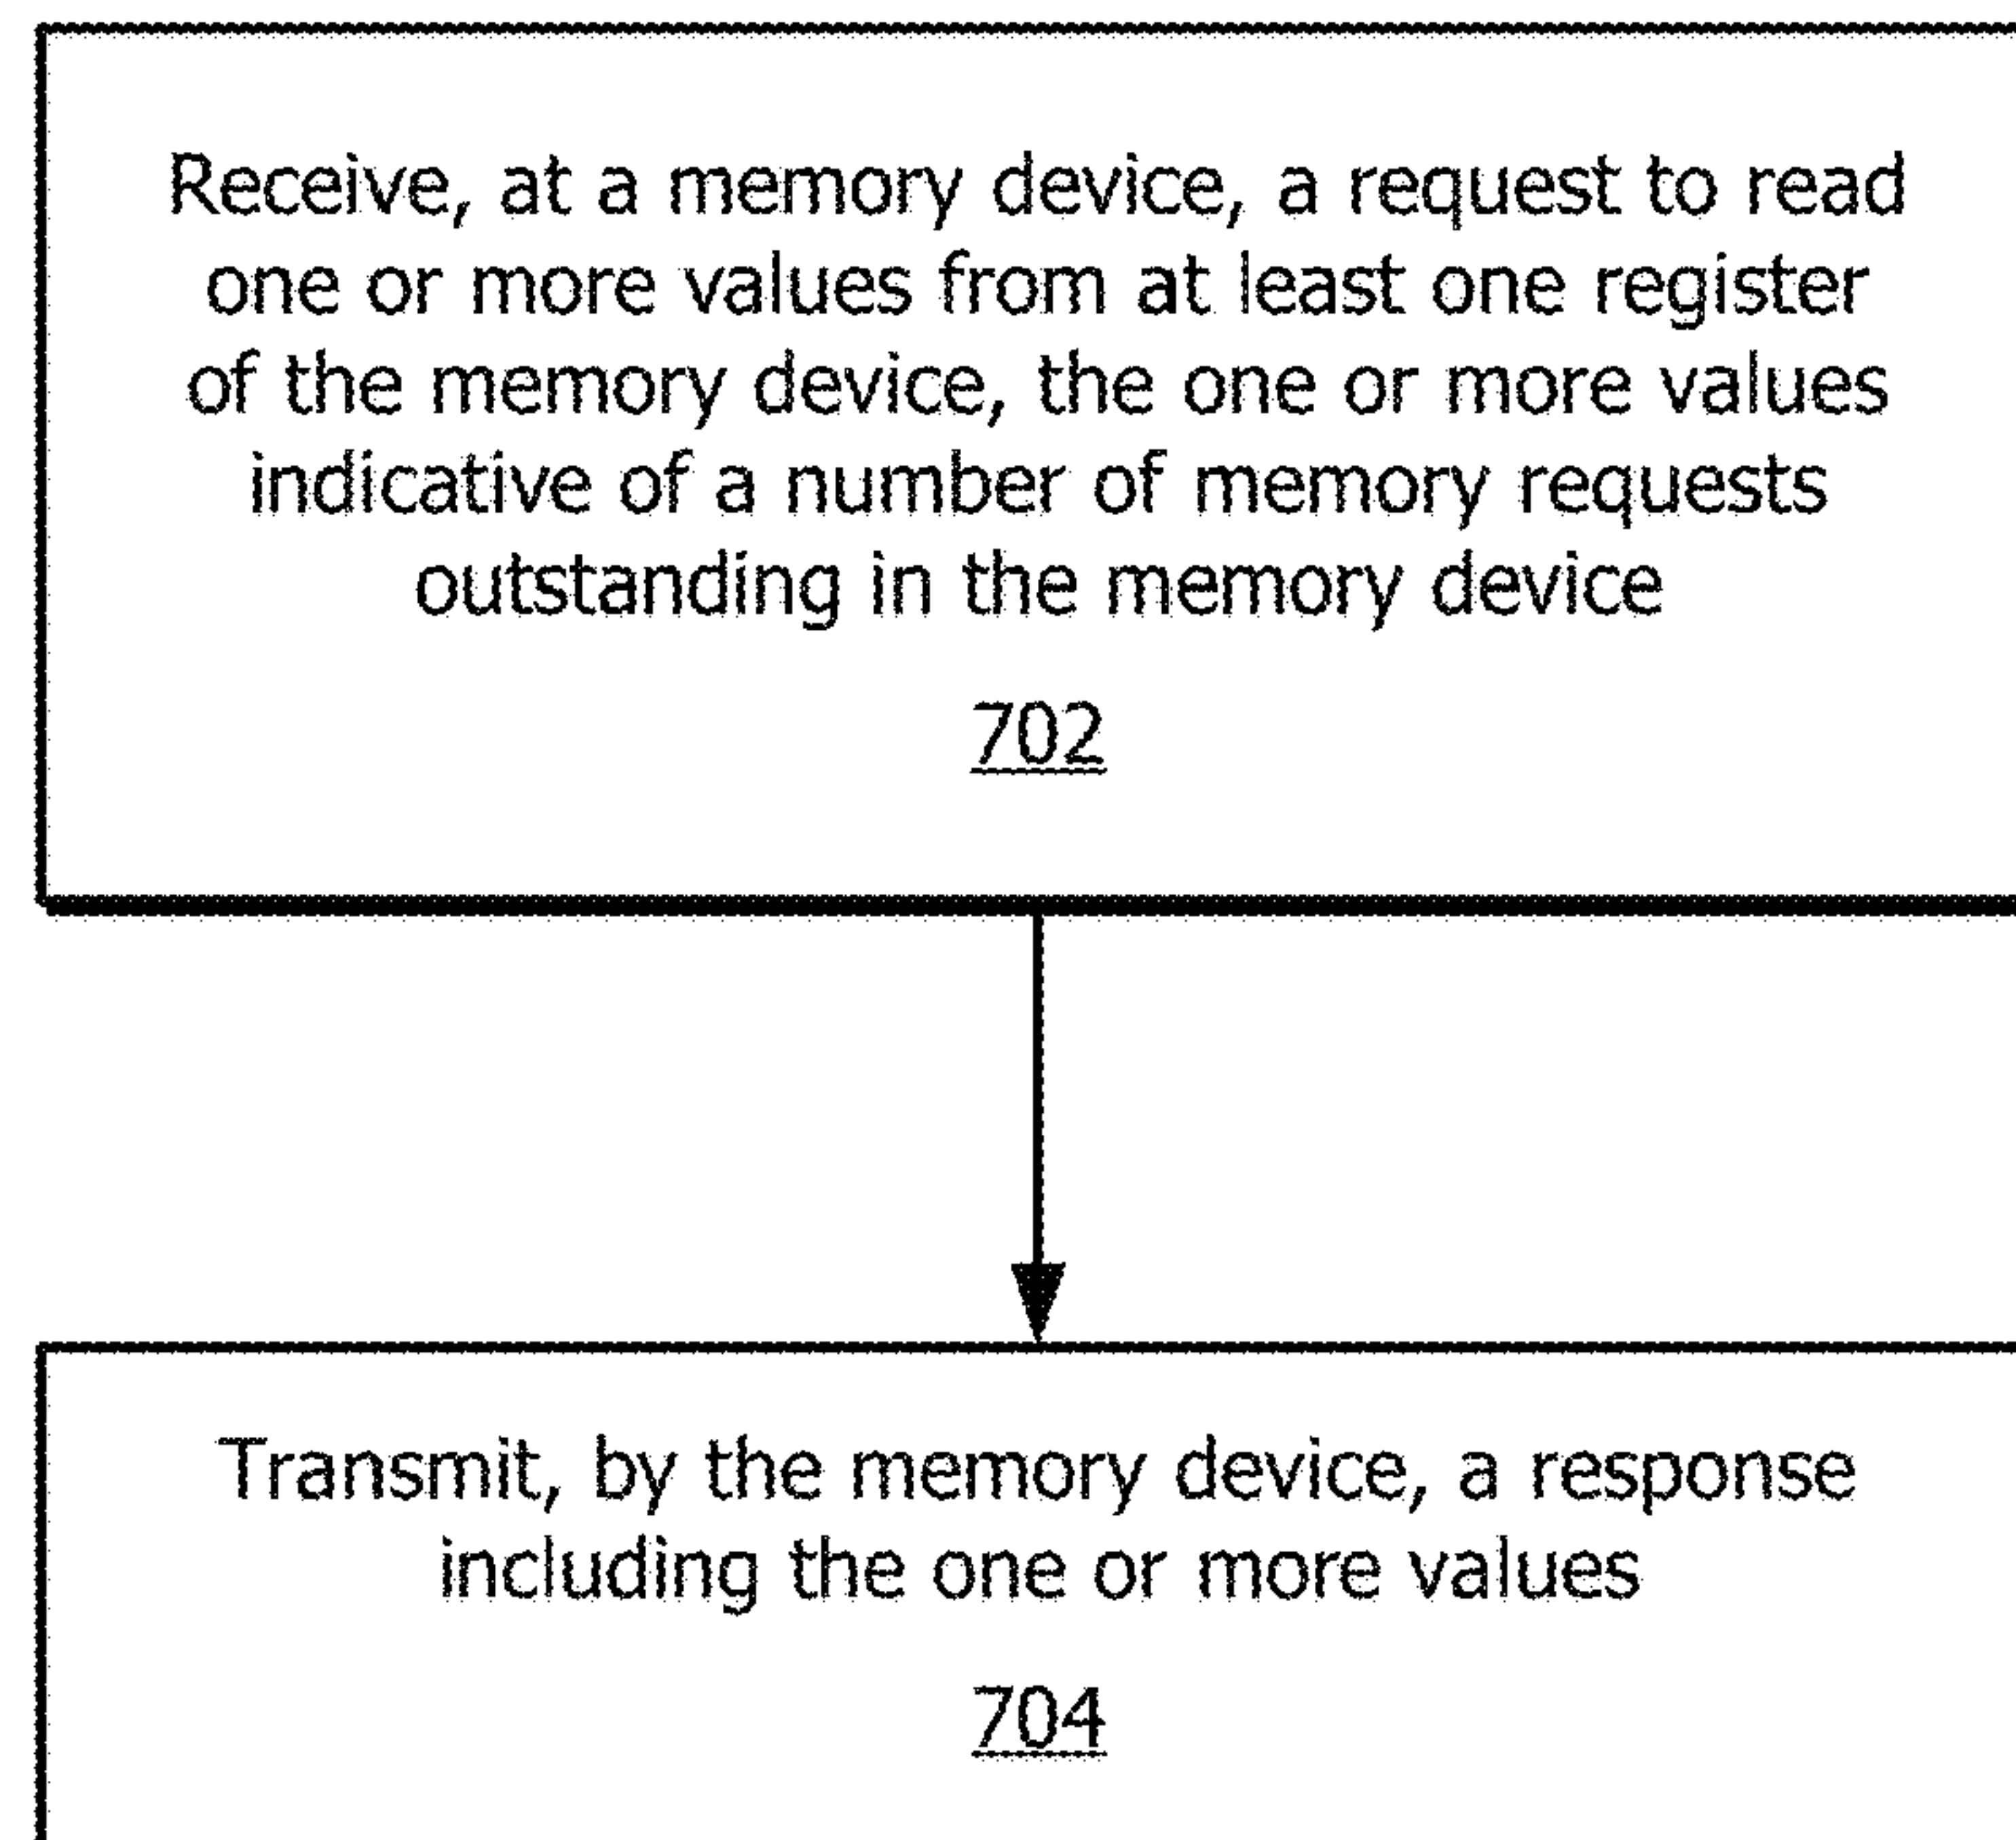 Receive, at a memory device, a request to read
one or more values from at least one register
of the memory device, the one or more values
indicative of a number of memory requests
outstanding in the memory device
702
Transmit, by the memory device, a response
including the one or more values
704